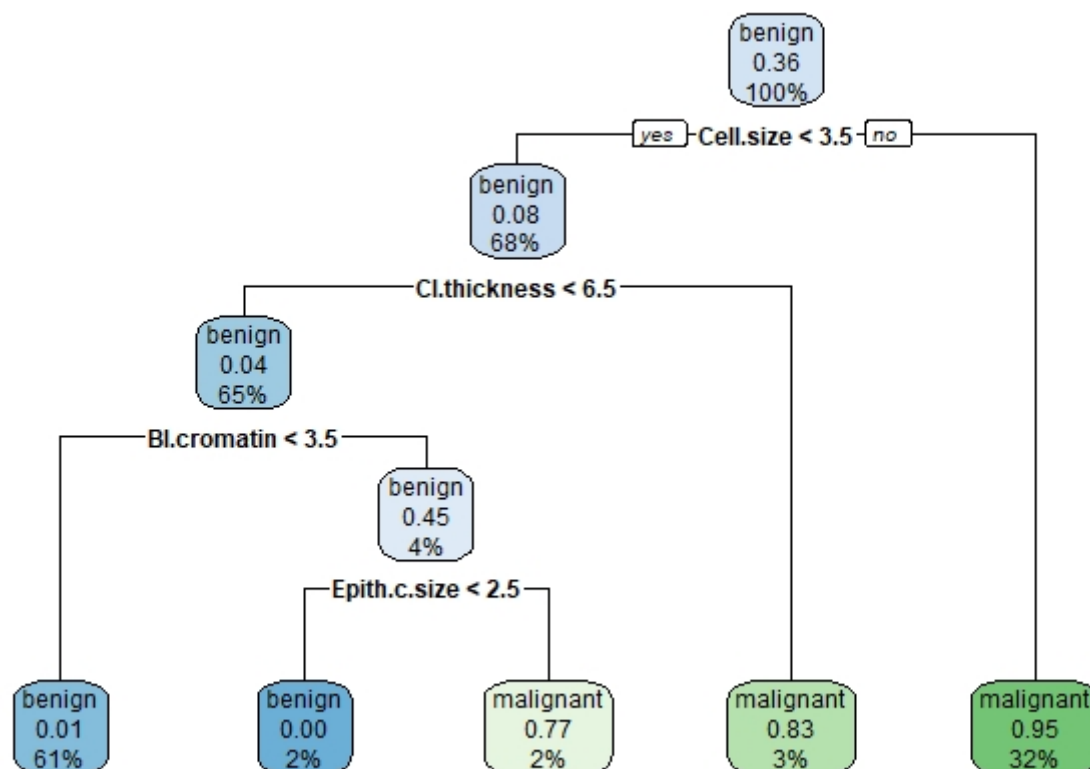 benign
0.36
100%
yes Cell.size < 3.5 no
benign
0.08
68%
Cl.thickness < 6.5
benign
0.04
65%
Bl.cromatin < 3.5
benign
0.45
4%
Epith.c.size < 2.5
benign
0.01
61%
benign
0.00
2%
malignant
0.77
2%
malignant
0.83
3%
malignant
0.95
32%